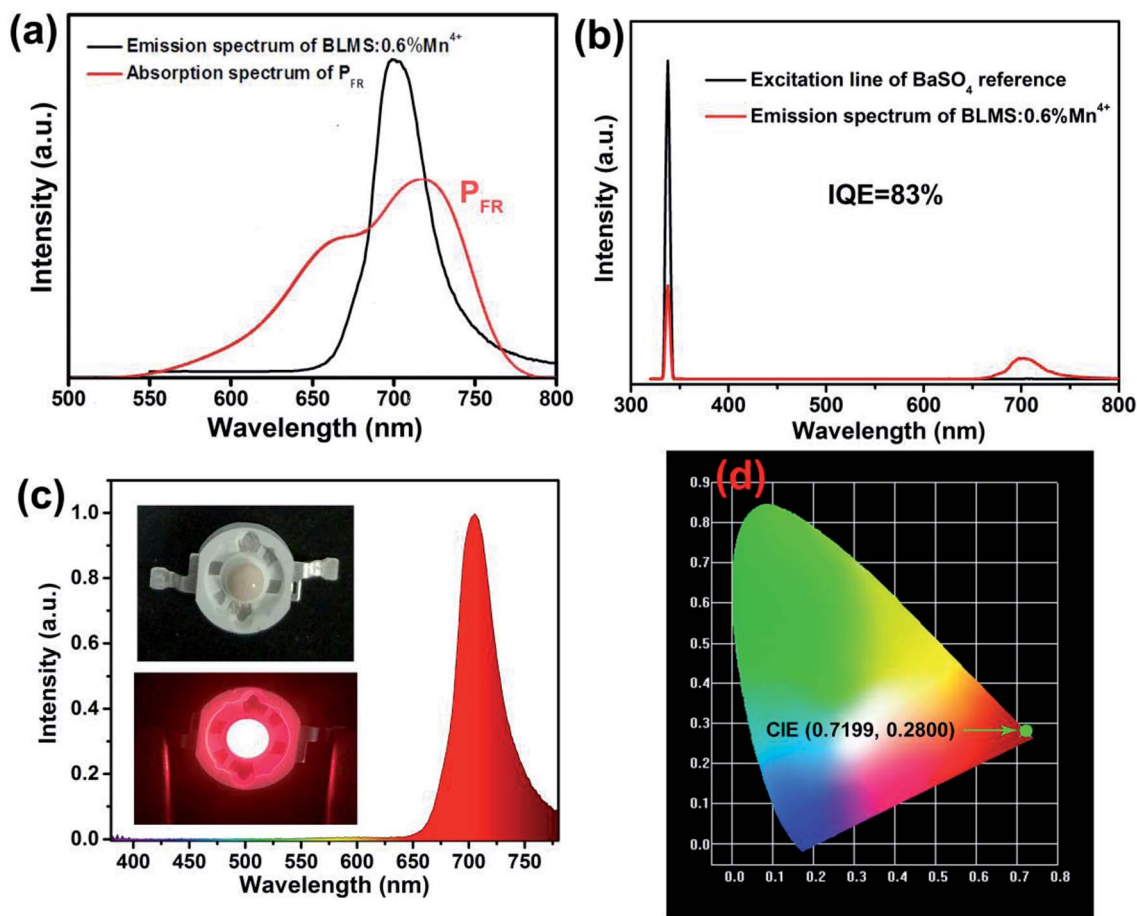 (a)
Emission spectrum of BLMS:0.6%Mn⁴⁺
Absorption spectrum of P_FR
P_FR
Intensity (a.u.)
500 550 600 650 700 750 800
Wavelength (nm)
(b)
Excitation line of BaSO₄ reference
Emission spectrum of BLMS:0.6%Mn⁴⁺
IQE=83%
Intensity (a.u.)
300 400 500 600 700 800
Wavelength (nm)
(c)
1.0
0.8
0.6
0.4
0.2
0.0
Intensity (a.u.)
400 450 500 550 600 650 700 750
Wavelength (nm)
(d)
0.9
0.8
0.7
0.6
0.5
0.4
0.3
0.2
0.1
0.0
CIE (0.7199, 0.2800)
0.0 0.1 0.2 0.3 0.4 0.5 0.6 0.7 0.8